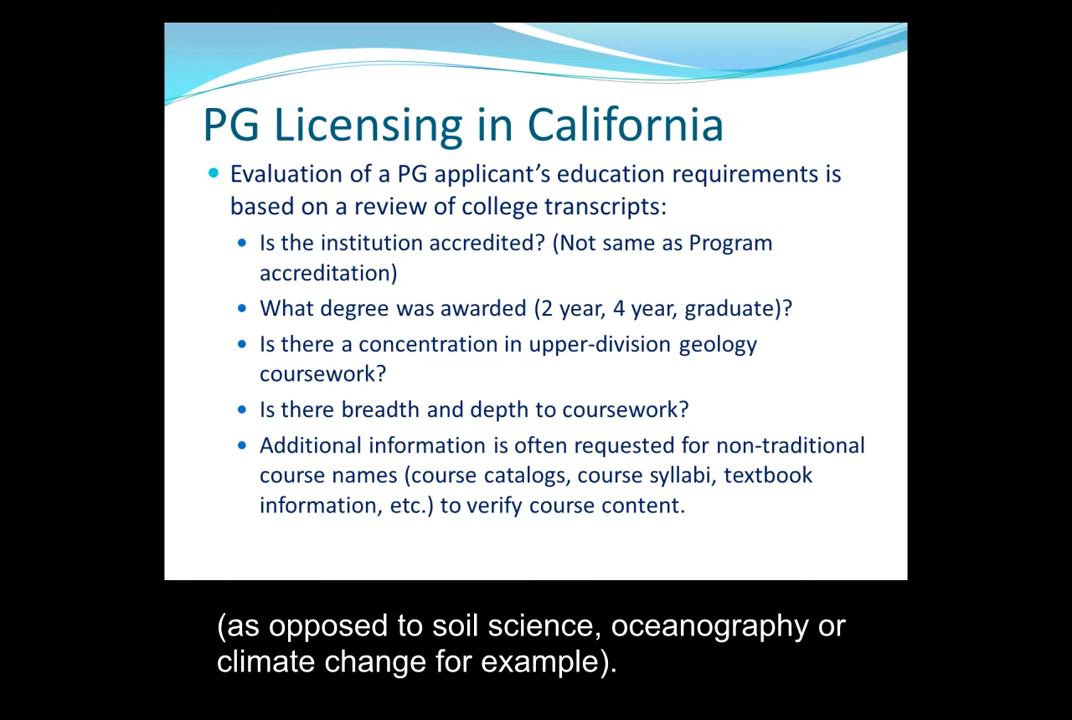 PG Licensing in California
• Evaluation of a PG applicant’s education requirements is
based on a review of college transcripts:
• Is the institution accredited? (Not same as Program
accreditation)
• What degree was awarded (2 year, 4 year, graduate)?
• Is there a concentration in upper-division geology
coursework?
• Is there breadth and depth to coursework?
• Additional information is often requested for non-traditional
course names (course catalogs, course syllabi, textbook
information, etc.) to verify course content.
(as opposed to soil science, oceanography or
climate change for example).